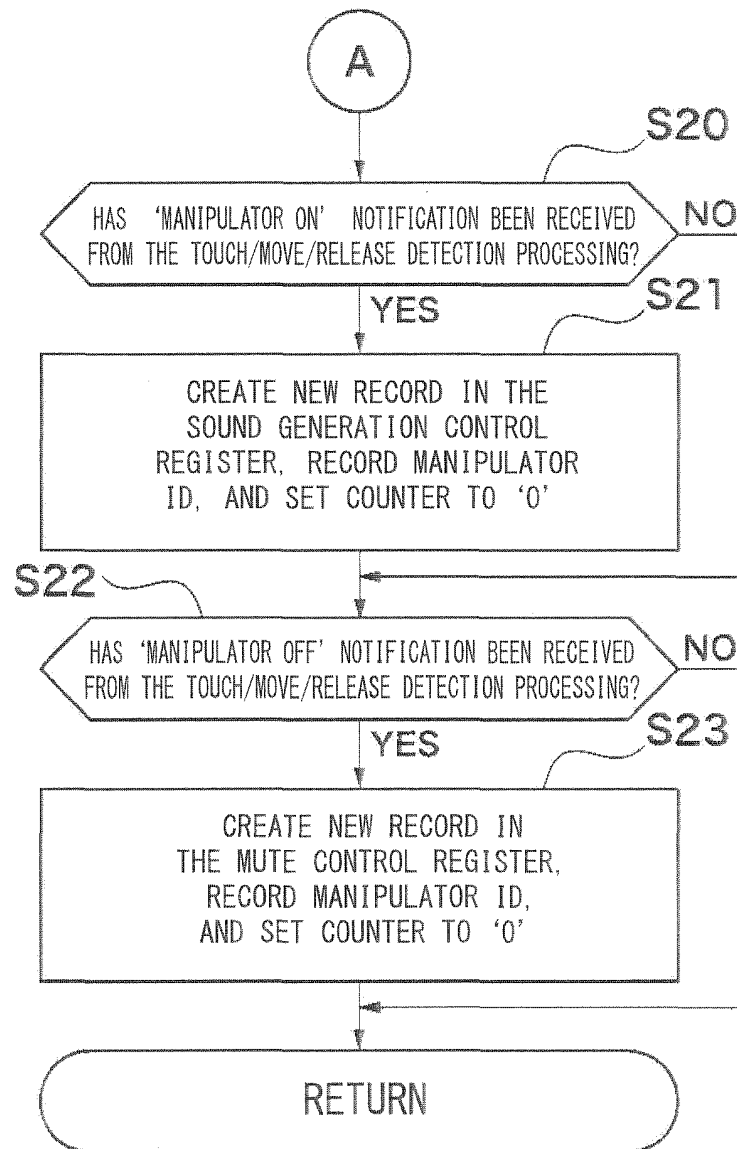 A
S20
HAS ‘MANIPULATOR ON’ NOTIFICATION BEEN RECEIVED
FROM THE TOUCH/MOVE/RELEASE DETECTION PROCESSING?
NO
YES
S21
CREATE NEW RECORD IN THE
SOUND GENERATION CONTROL
REGISTER, RECORD MANIPULATOR
ID, AND SET COUNTER TO ‘0’
S22
HAS ‘MANIPULATOR OFF’ NOTIFICATION BEEN RECEIVED
FROM THE TOUCH/MOVE/RELEASE DETECTION PROCESSING?
NO
YES
S23
CREATE NEW RECORD IN
THE MUTE CONTROL REGISTER,
RECORD MANIPULATOR ID,
AND SET COUNTER TO ‘0’
RETURN